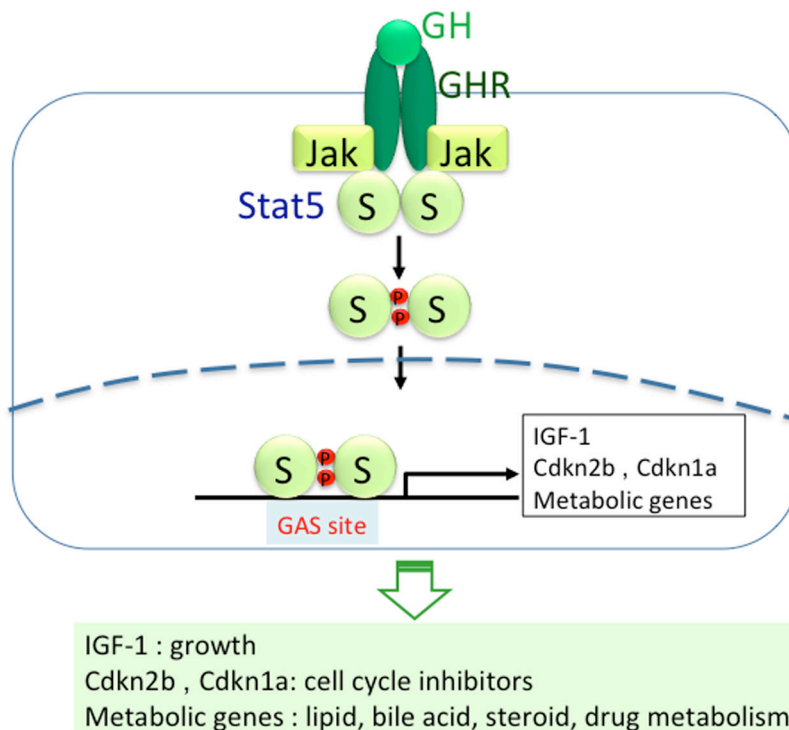 GH
GHR
Jak Jak
Stat5 S S
S P P S
S P P S
IGF-1
Cdkn2b , Cdkn1a
Metabolic genes
GAS site
IGF-1 : growth
Cdkn2b , Cdkn1a: cell cycle inhibitors
Metabolic genes : lipid, bile acid, steroid, drug metabolism